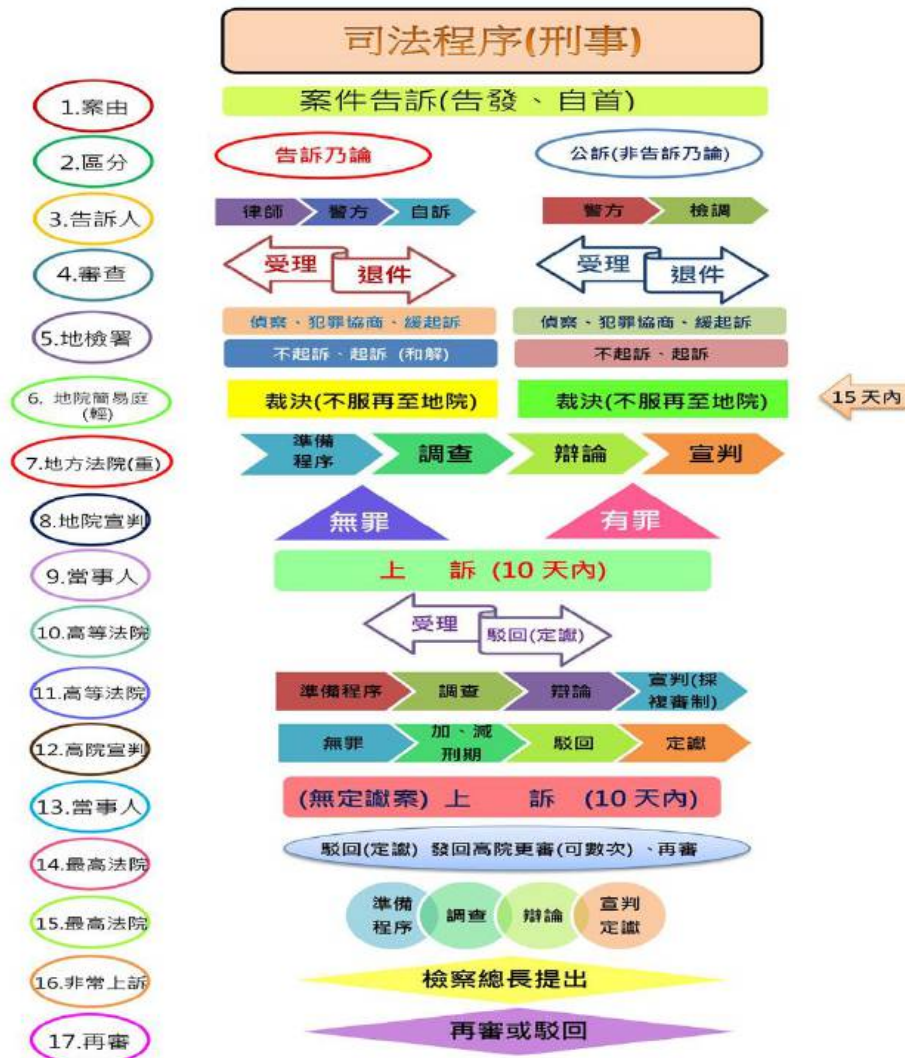 司法程序(刑事)
1.案由
案件告訴(告發、自首)
2.區分
告訴乃論
公訴(非告訴乃論)
3.告訴人
律師
警方
自訴
警方
檢調
4.審查
受理
退件
受理
退件
5.地檢署
偵察、犯罪協商、緩起訴
偵察、犯罪協商、緩起訴
不起訴、起訴 (和解)
不起訴、起訴
6. 地院簡易庭
(輕)
裁決(不服再至地院)
裁決(不服再至地院)
15 天內
7.地方法院(重)
準備
程序
調查
辯論
宣判
8.地院宣判
無罪
有罪
9.當事人
上 訴 (10 天內)
10.高等法院
受理
駁回(定讞)
11.高等法院
準備程序
調查
辯論
宣判(採
複審制)
12.高院宣判
無罪
加、減
刑期
駁回
定讞
13.當事人
(無定讞案) 上 訴 (10 天內)
14.最高法院
駁回(定讞) 發回高院更審(可數次) 、再審
15.最高法院
準備
程序
調查
辯論
宣判
定讞
16.非常上訴
檢察總長提出
17.再審
再審或駁回